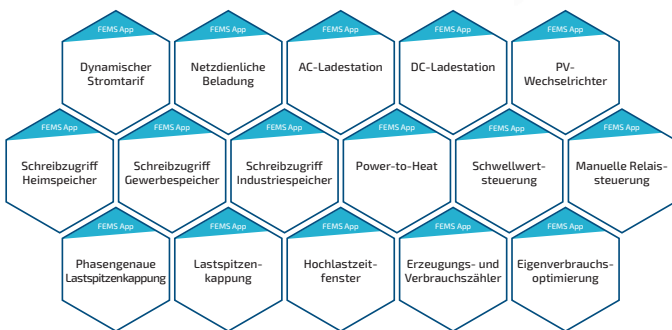 FEMS App
Dynamischer
Stromtarif
FEMS App
Netzdienliche
Beladung
FEMS App
AC-Ladestation
FEMS App
DC-Ladestation
FEMS App
PV-
Wechselrichter
FEMS App
Schreibzugriff
Heimspeicher
FEMS App
Schreibzugriff
Gewerbespeicher
FEMS App
Schreibzugriff
Industriespeicher
FEMS App
Power-to-Heat
FEMS App
Schwellwert-
steuerung
FEMS App
Manuelle Relais-
steuerung
FEMS App
Phasengenaue
Lastspitzenkappung
FEMS App
Lastspitzen-
kappung
FEMS App
Hochlastzeit-
fenster
FEMS App
Erzeugungs- und
Verbrauchszähler
FEMS App
Eigenverbrauchs-
optimierung